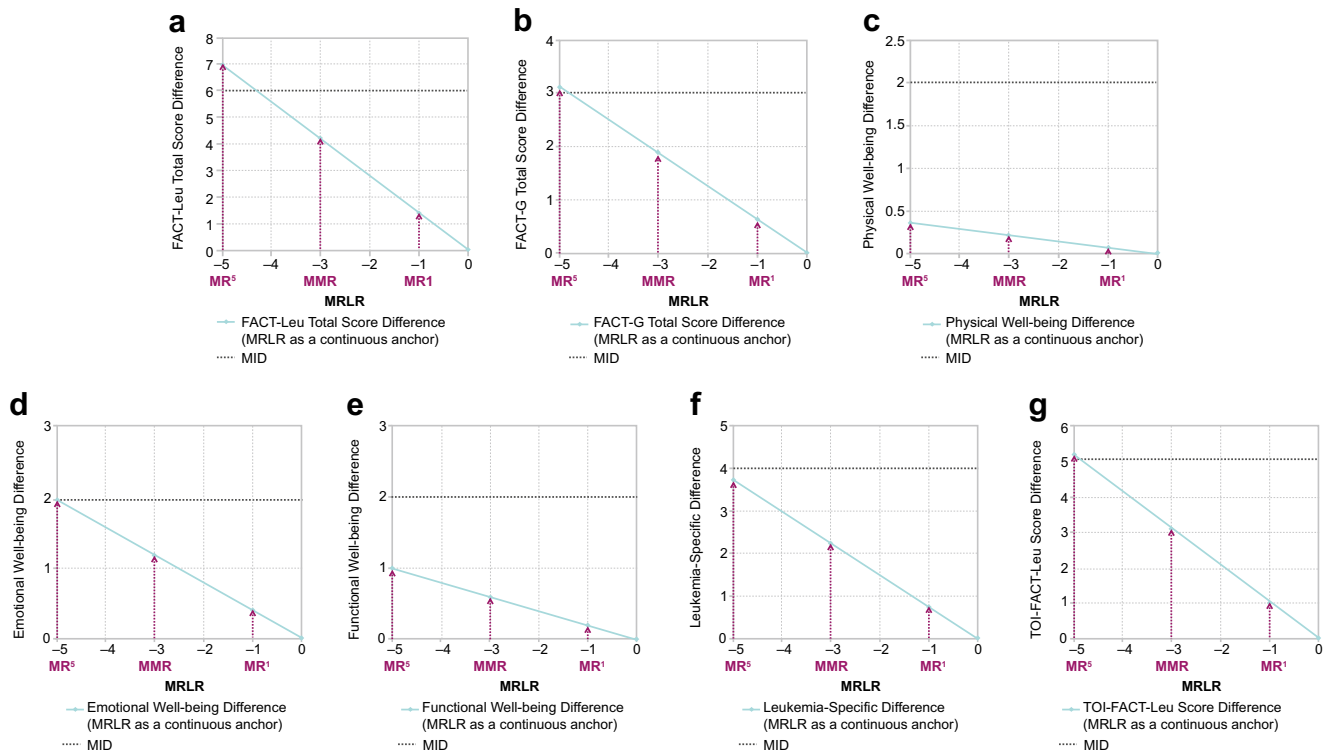 a
FACT-Leu Total Score Difference
8
7
6
5
4
3
2
1
0
–5 –4 –3 –2 –1 0
MR⁵ MMR MR1
MRLR
FACT-Leu Total Score Difference
(MRLR as a continuous anchor)
MID
b
FACT-G Total Score Difference
4
3
2
1
0
–5 –4 –3 –2 –1 0
MR⁵ MMR MR¹
MRLR
FACT-G Total Score Difference
(MRLR as a continuous anchor)
MID
c
Physical Well-being Difference
2.5
2
1.5
1
0.5
0
–5 –4 –3 –2 –1 0
MR⁵ MMR MR¹
MRLR
Physical Well-being Difference
(MRLR as a continuous anchor)
MID
d
Emotional Well-being Difference
3
2
1
0
–5 –4 –3 –2 –1 0
MR⁵ MMR MR¹
MRLR
Emotional Well-being Difference
(MRLR as a continuous anchor)
MID
e
Functional Well-being Difference
3
2
1
0
–5 –4 –3 –2 –1 0
MR⁵ MMR MR¹
MRLR
Functional Well-being Difference
(MRLR as a continuous anchor)
MID
f
Leukemia-Specific Difference
5
4
3
2
1
0
–5 –4 –3 –2 –1 0
MR⁵ MMR MR¹
MRLR
Leukemia-Specific Difference
(MRLR as a continuous anchor)
MID
g
TOI-FACT-Leu Score Difference
6
5
4
3
2
1
0
–5 –4 –3 –2 –1 0
MR⁵ MMR MR¹
MRLR
TOI-FACT-Leu Score Difference
(MRLR as a continuous anchor)
MID